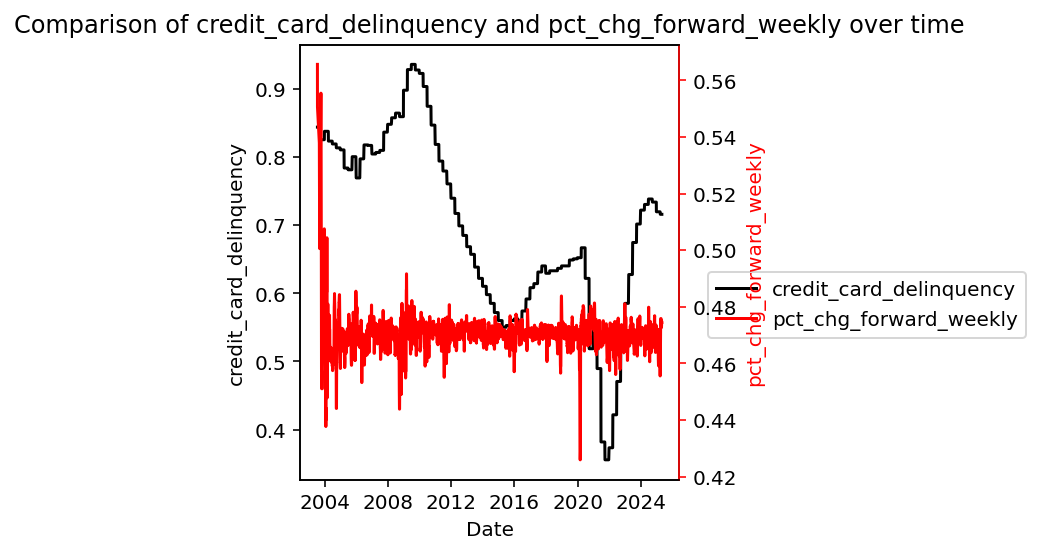 Comparison of credit_card_delinquency and pct_chg_forward_weekly over time
credit_card_delinquency
0.9
0.8
0.7
0.6
0.5
0.4
0.56
0.54
0.52
0.50
0.48
0.46
0.44
0.42
pct_chg_forward_weekly
credit_card_delinquency
pct_chg_forward_weekly
2004 2008 2012 2016 2020 2024
Date